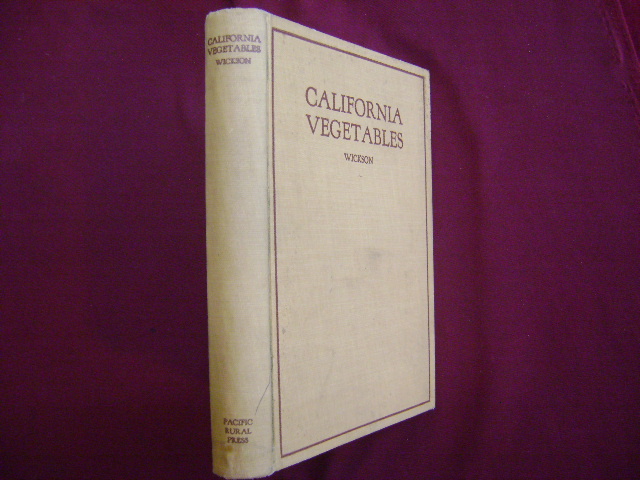 CALIFORNIA
VEGETABLES
WICKSON
PACIFIC
RURAL
PRESS
CALIFORNIA
VEGETABLES
WICKSON